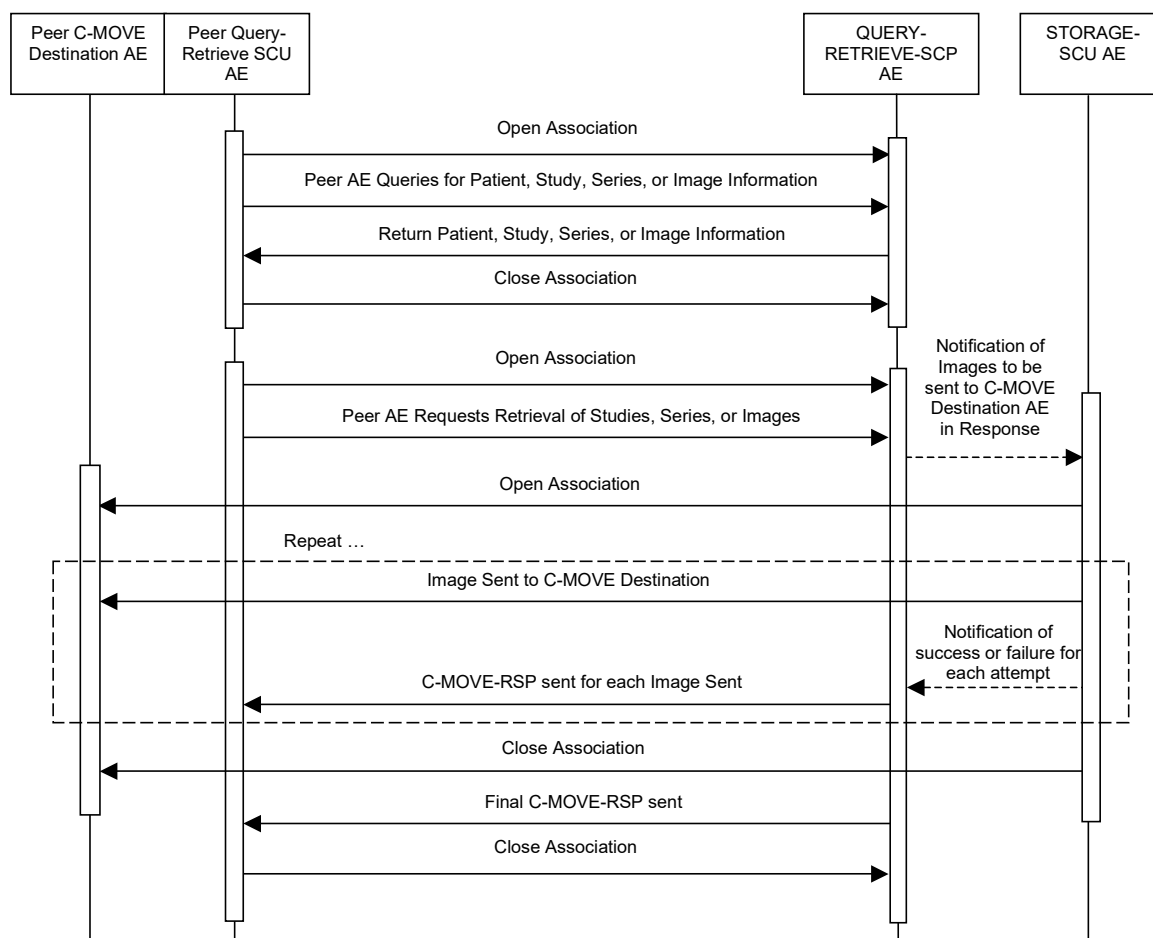 Peer C-MOVE
Destination AE
Peer Query-
Retrieve SCU
AE
QUERY-
RETRIEVE-SCP
AE
STORAGE-
SCU AE
Open Association
Peer AE Queries for Patient, Study, Series, or Image Information
Return Patient, Study, Series, or Image Information
Close Association
Notification of
Images to be
sent to C-MOVE
Destination AE
in Response
Open Association
Peer AE Requests Retrieval of Studies, Series, or Images
Open Association
Repeat …
Image Sent to C-MOVE Destination
Notification of
success or failure for
each attempt
C-MOVE-RSP sent for each Image Sent
Close Association
Final C-MOVE-RSP sent
Close Association